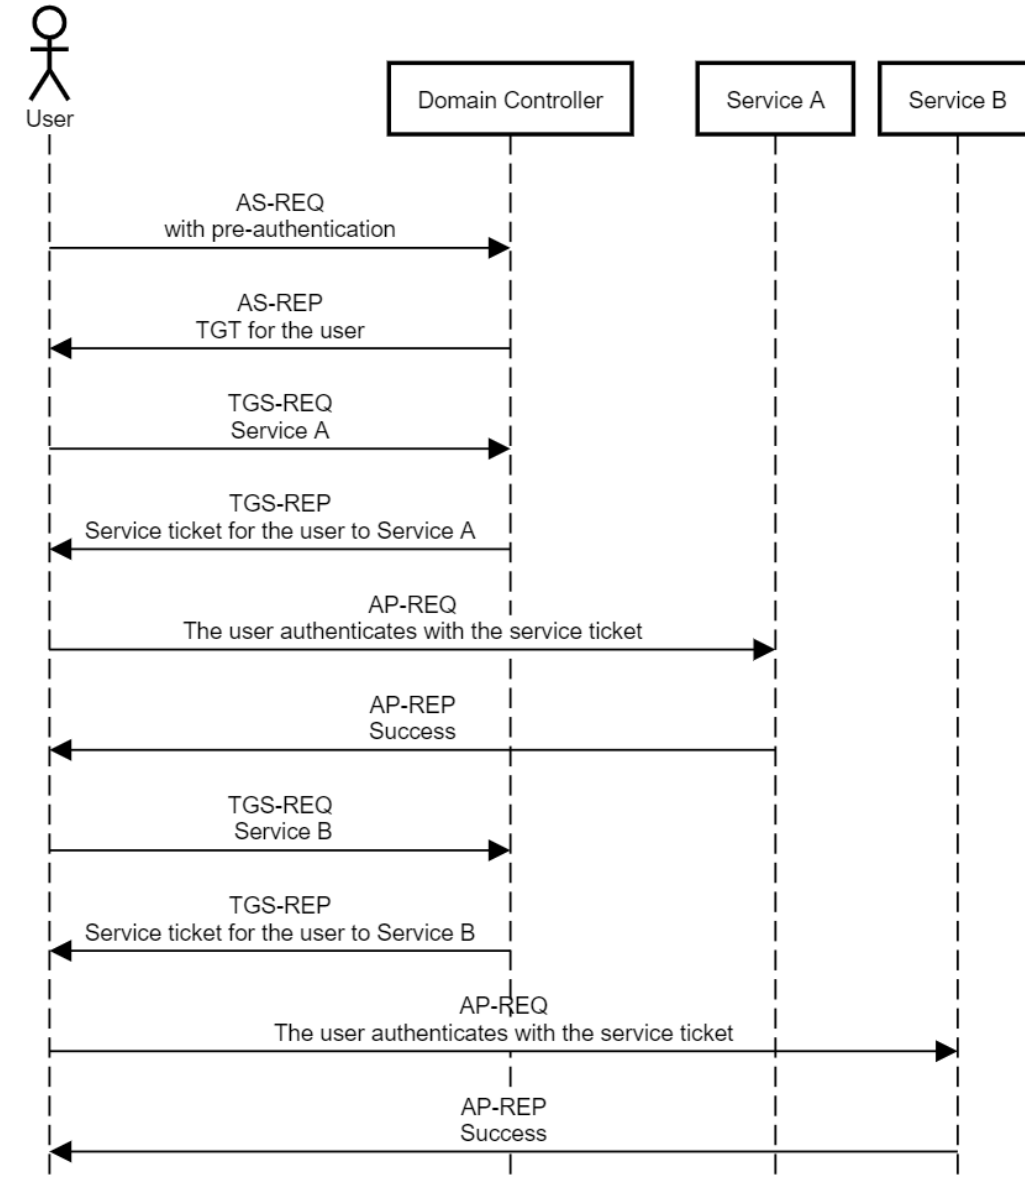 User
Domain Controller
Service A
Service B
AS-REQ
with pre-authentication
AS-REP
TGT for the user
TGS-REQ
Service A
TGS-REP
Service ticket for the user to Service A
AP-REQ
The user authenticates with the service ticket
AP-REP
Success
TGS-REQ
Service B
TGS-REP
Service ticket for the user to Service B
AP-REQ
The user authenticates with the service ticket
AP-REP
Success